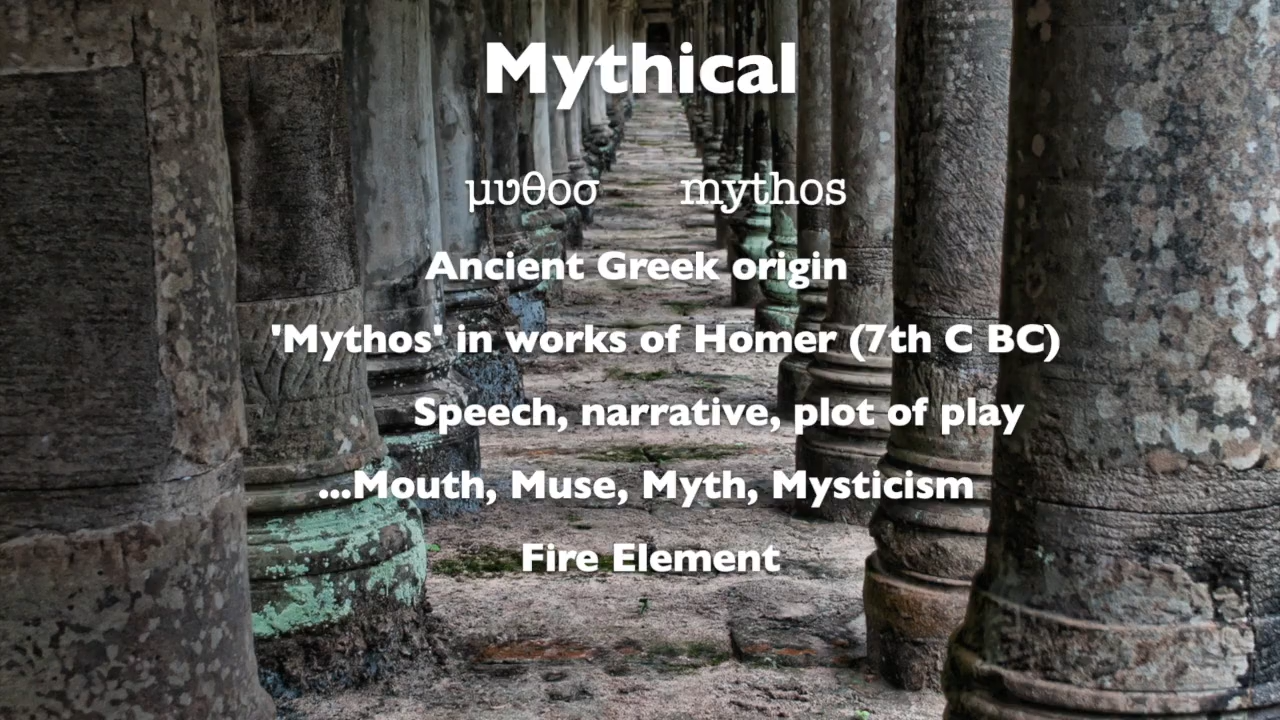 Mythical
μυθοσ mythos
Ancient Greek origin
'Mythos' in works of Homer (7th C BC)
Speech, narrative, plot of play
...Mouth, Muse, Myth, Mysticism
Fire Element